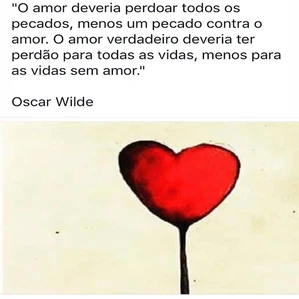 "O amor deveria perdoar todos os
pecados, menos um pecado contra o
amor. O amor verdadeiro deveria ter
perdão para todas as vidas, menos para
as vidas sem amor."
Oscar Wilde